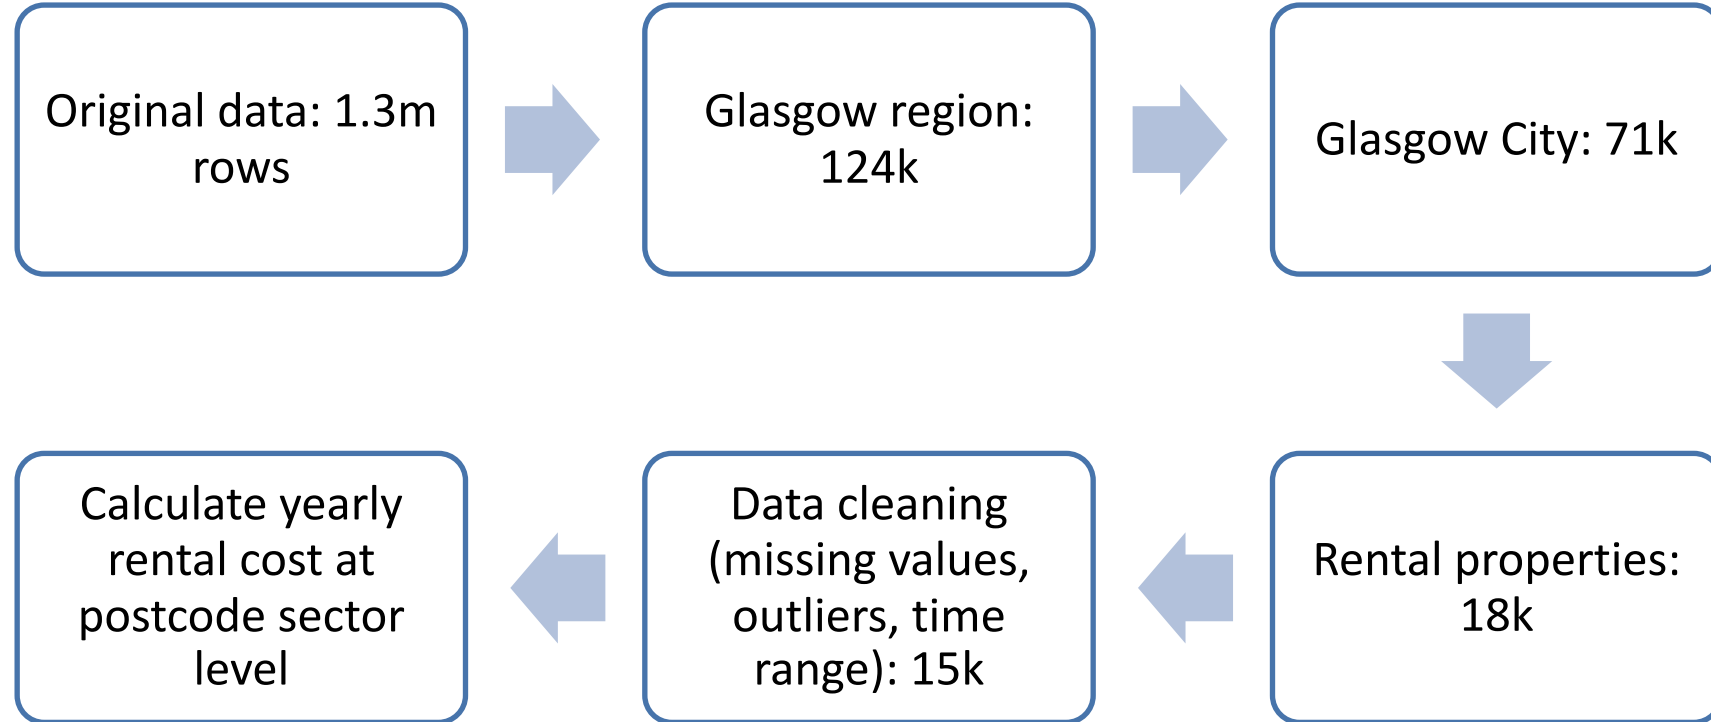 Original data: 1.3m
rows
Glasgow region:
124k
Glasgow City: 71k
Rental properties:
18k
Data cleaning
(missing values,
outliers, time
range): 15k
Calculate yearly
rental cost at
postcode sector
level